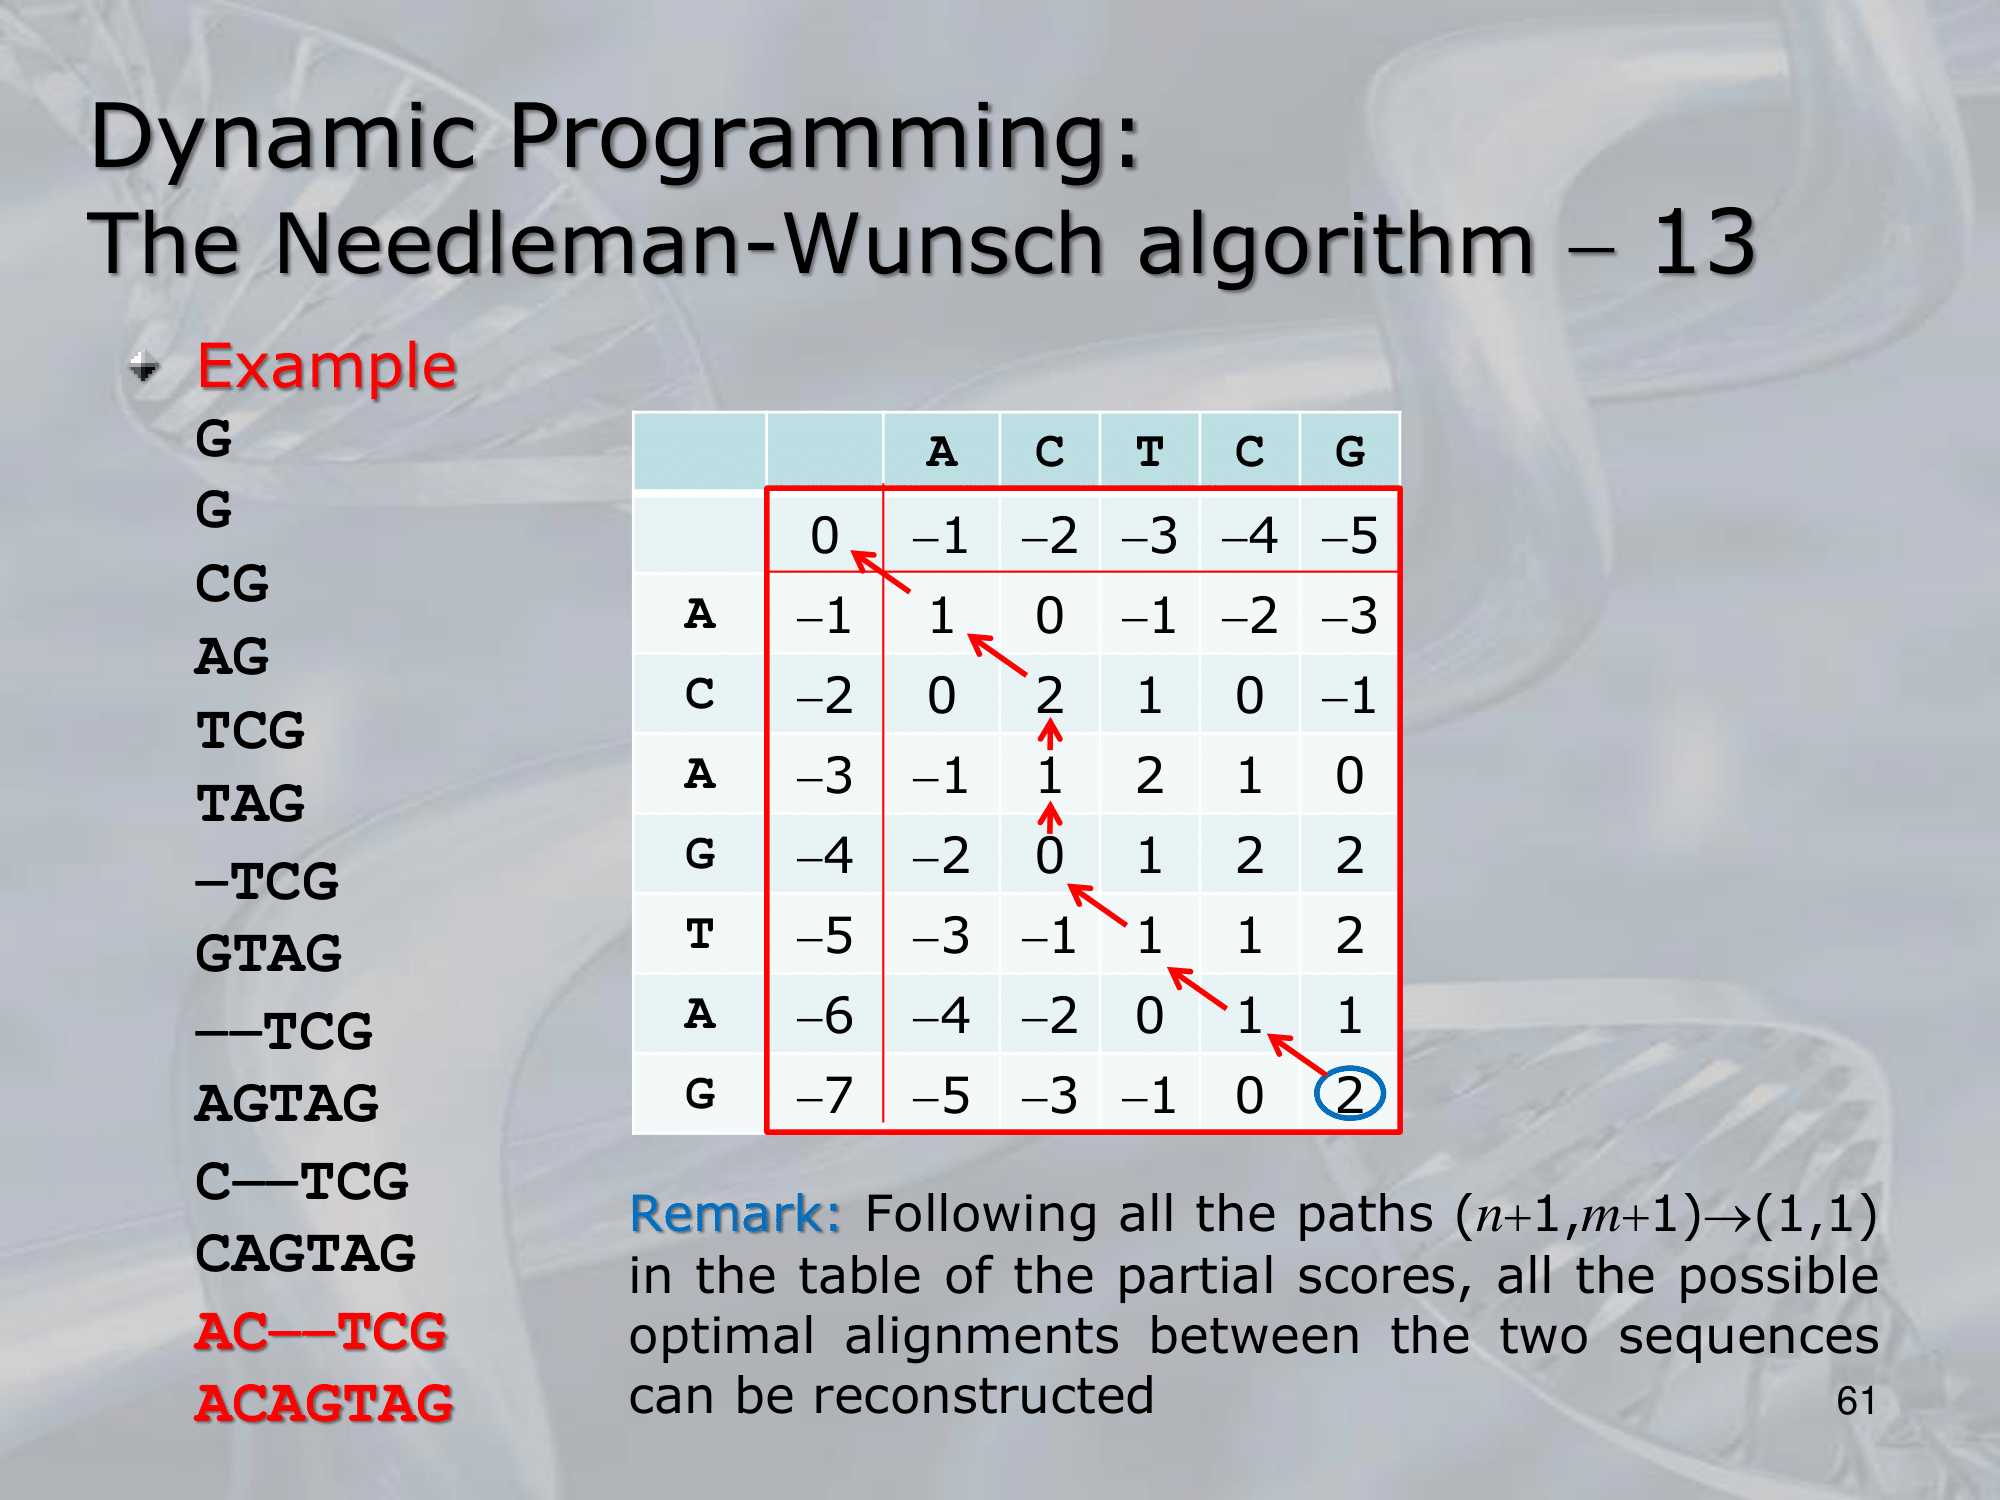 Dynamic Programming:
The Needleman-Wunsch algorithm – 13
Example
G
G
CG
AG
TCG
TAG
–TCG
GTAG
––TCG
AGTAG
C––TCG
CAGTAG
AC––TCG
ACAGTAG
A C T C G
0 –1 –2 –3 –4 –5
A –1 1 0 –1 –2 –3
C –2 0 2 1 0 –1
A –3 –1 1 2 1 0
G –4 –2 0 1 2 2
T –5 –3 –1 1 1 2
A –6 –4 –2 0 1 1
G –7 –5 –3 –1 0 2
Remark: Following all the paths (n+1,m+1)→(1,1)
in the table of the partial scores, all the possible
optimal alignments between the two sequences
can be reconstructed
61